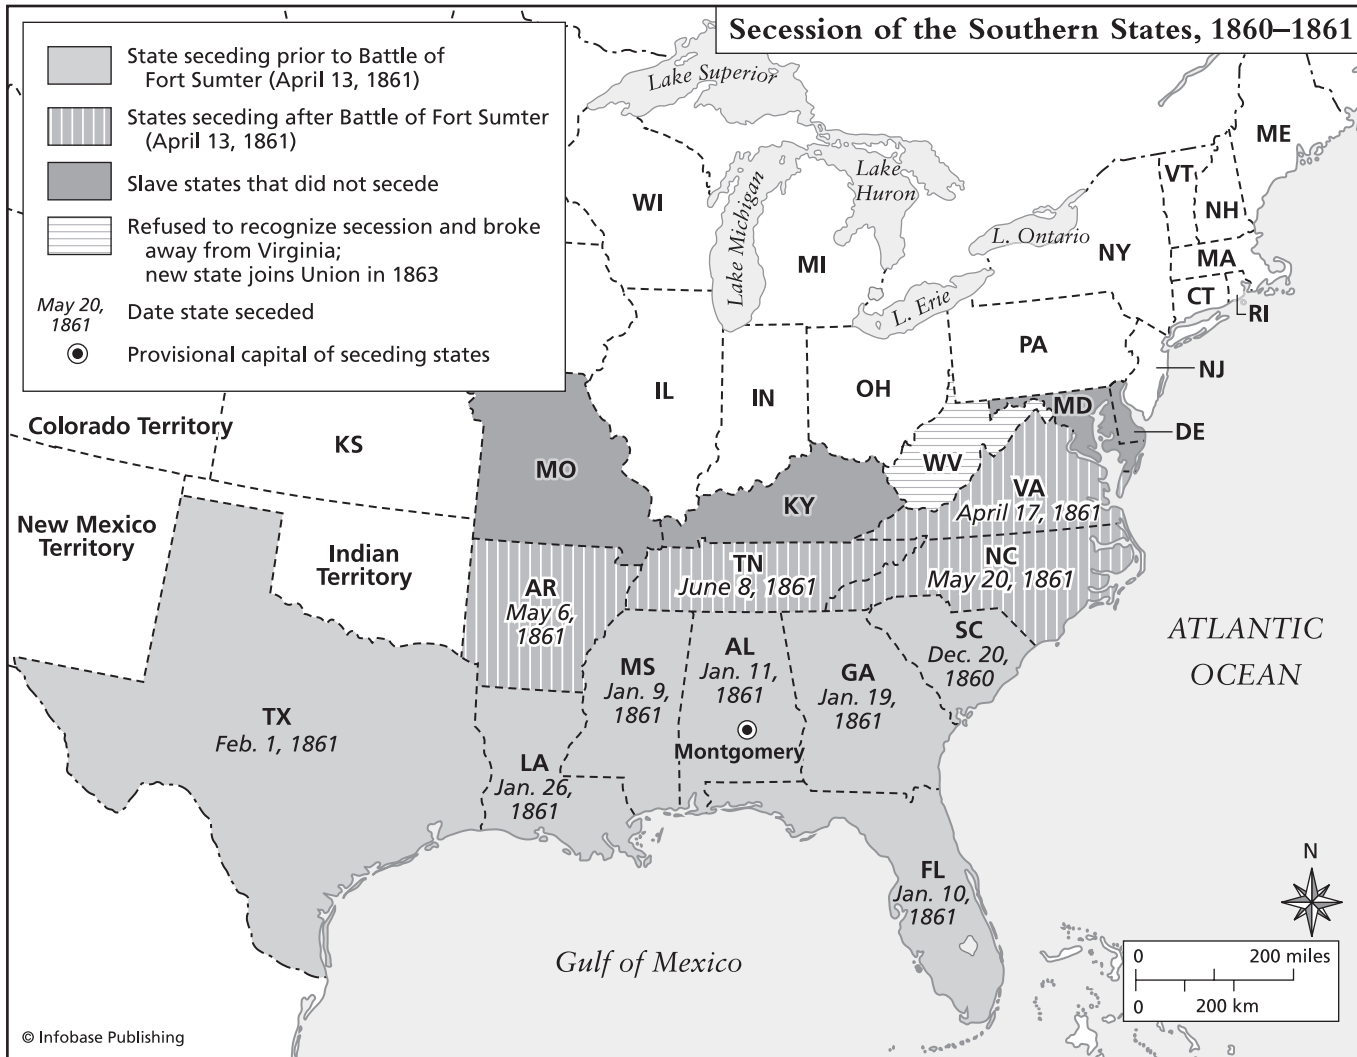 Secession of the Southern States, 1860–1861
State seceding prior to Battle of
Fort Sumter (April 13, 1861)
States seceding after Battle of Fort Sumter
(April 13, 1861)
Slave states that did not secede
Refused to recognize secession and broke
away from Virginia;
new state joins Union in 1863
May 20,
1861
Date state seceded
Provisional capital of seceding states
Lake Superior
Lake Michigan
Lake
Huron
L. Ontario
L. Erie
ME
VT
NH
NY
MA
CT
RI
WI
MI
PA
NJ
IL
IN
OH
MD
DE
Colorado Territory
KS
MO
WV
KY
VA
April 17, 1861
New Mexico
Territory
Indian
Territory
AR
May 6,
1861
TN
June 8, 1861
NC
May 20, 1861
SC
Dec. 20,
1860
ATLANTIC
OCEAN
MS
Jan. 9,
1861
AL
Jan. 11,
1861
GA
Jan. 19,
1861
TX
Feb. 1, 1861
Montgomery
LA
Jan. 26,
1861
FL
Jan. 10,
1861
Gulf of Mexico
N
0 200 miles
0 200 km
© Infobase Publishing